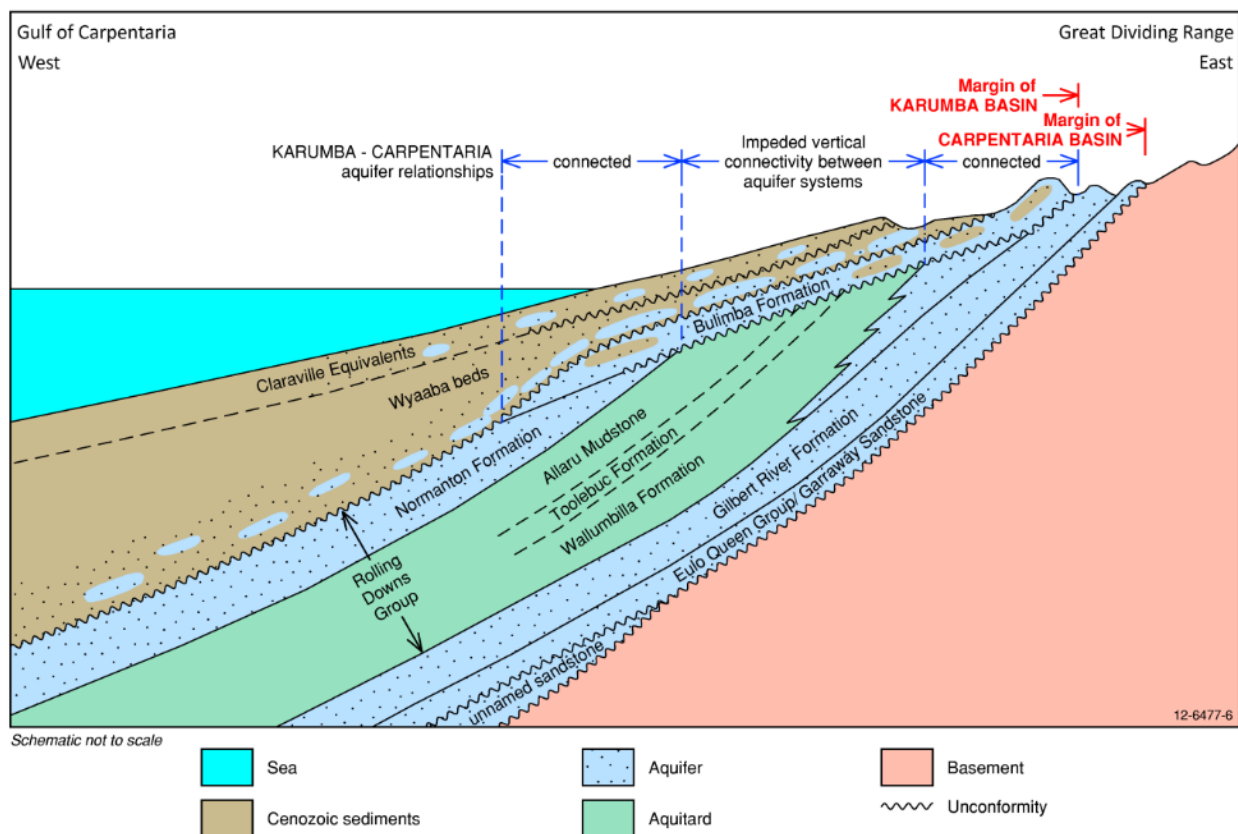 Gulf of Carpentaria
West
Great Dividing Range
East
Margin of
KARUMBA BASIN
Margin of
CARPENTARIA BASIN
KARUMBA - CARPENTARIA
aquifer relationships
connected
Impeded vertical
connectivity between
aquifer systems
connected
Claraville Equivalents
Wyaaba beds
Bulimba Formation
Normanton Formation
Allaru Mudstone
Toolebuc Formation
Wallumbilla Formation
Gilbert River Formation
Eulo Queen Group/ Garraway Sandstone
Rolling
Downs
Group
unnamed sandstone
12-6477-6
Schematic not to scale
Sea
Aquifer
Basement
Cenozoic sediments
Aquitard
Unconformity